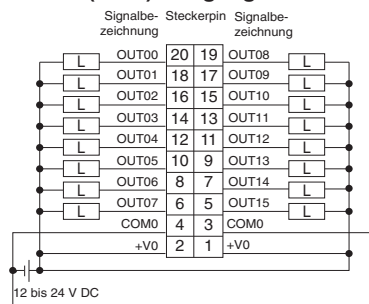 Signalbe-
zeichnung
Steckerpin
Signalbe-
zeichnung
L OUT00 20 19 OUT08 L
L OUT01 18 17 OUT09 L
L OUT02 16 15 OUT10 L
L OUT03 14 13 OUT11 L
L OUT04 12 11 OUT12 L
L OUT05 10 9 OUT13 L
L OUT06 8 7 OUT14 L
L OUT07 6 5 OUT15 L
COM0 4 3 COM0
+V0 2 1 +V0
12 bis 24 V DC